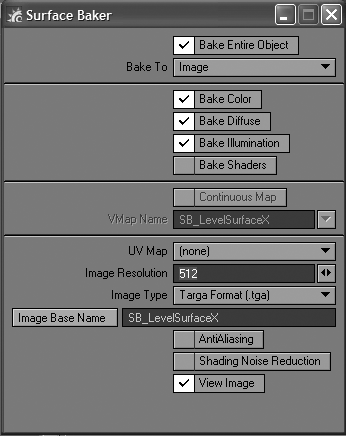 Surface Baker
Bake Entire Object
Bake To Image
Bake Color
Bake Diffuse
Bake Illumination
Bake Shaders
Continuous Map
VMap Name SB_LevelSurfaceX
UV Map (none)
Image Resolution 512
Image Type Targa Format (.tga)
Image Base Name SB_LevelSurfaceX
AntiAliasing
Shading Noise Reduction
View Image